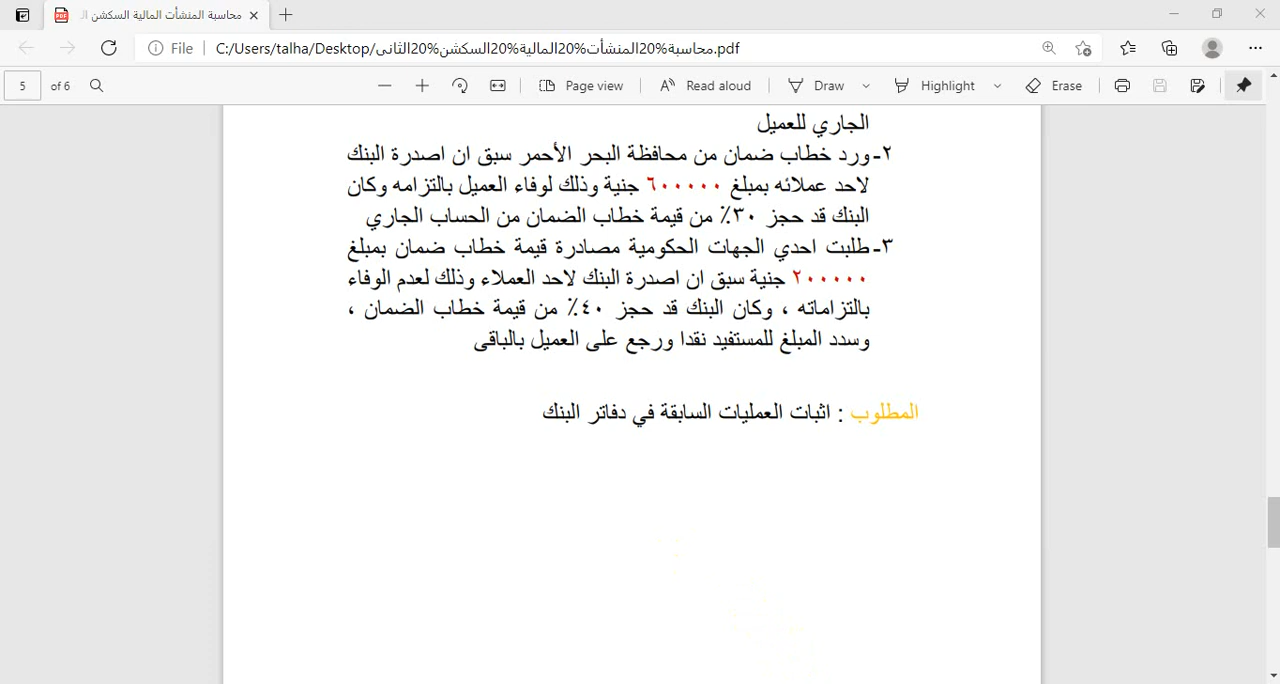 محاسبة المنشأت المالية السكشن ال
File
C:/Users/talha/Desktop/محاسبة%20المنشأت%20المالية%20السكشن%20الثانى.pdf
5 of 6
Page view
Read aloud
Draw
Highlight
Erase
الجاري للعميل
٢-ورد خطاب ضمان من محافظة البحر الأحمر سبق ان اصدرة البنك
لاحد عملائه بمبلغ ٦٠٠٠٠٠ جنية وذلك لوفاء العميل بالتزامه وكان
البنك قد حجز ٣٠٪ من قيمة خطاب الضمان من الحساب الجاري
٣-طلبت احدي الجهات الحكومية مصادرة قيمة خطاب ضمان بمبلغ
٢٠٠٠٠٠ جنية سبق ان اصدرة البنك لاحد العملاء وذلك لعدم الوفاء
بالتزاماته ، وكان البنك قد حجز ٤٠٪ من قيمة خطاب الضمان ،
وسدد المبلغ للمستفيد نقدا ورجع على العميل بالباقى
المطلوب : اثبات العمليات السابقة في دفاتر البنك